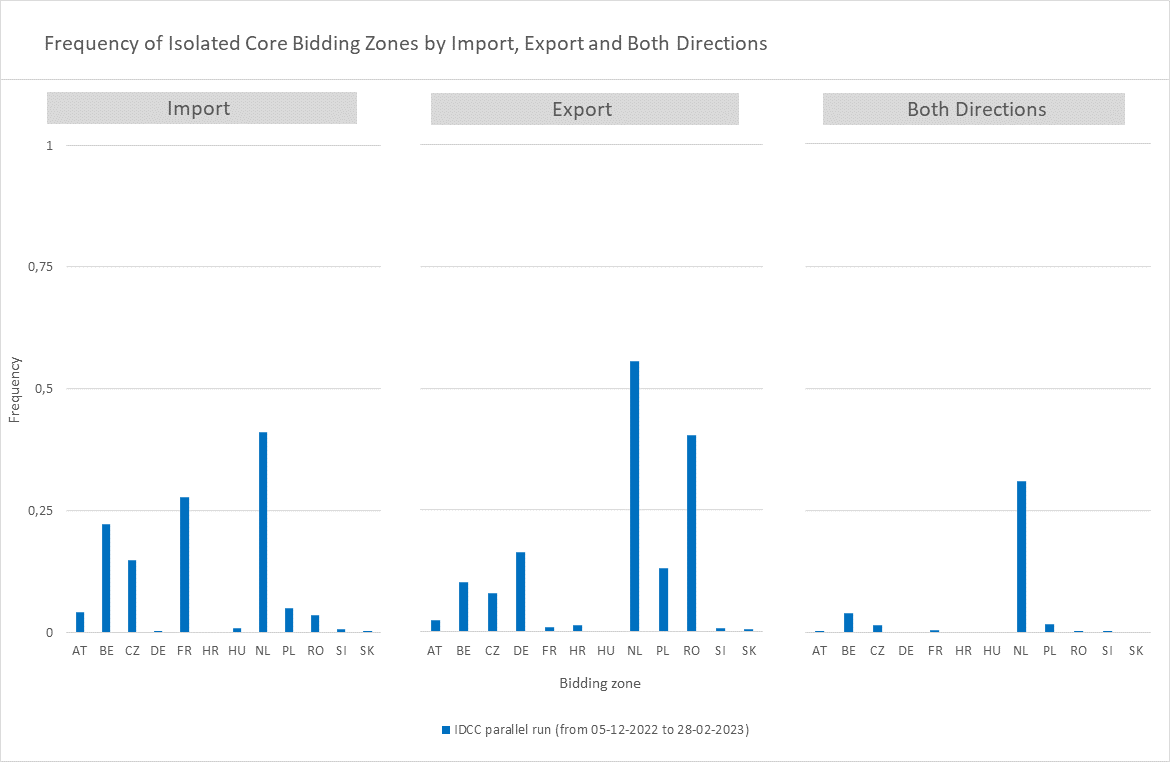 Frequency of Isolated Core Bidding Zones by Import, Export and Both Directions
Import Export Both Directions
1
0,75
0,5
0,25
0
Frequency
AT BE CZ DE FR HR HU NL PL RO SI SK AT BE CZ DE FR HR HU NL PL RO SI SK AT BE CZ DE FR HR HU NL PL RO SI SK
Bidding zone
IDCC parallel run (from 05-12-2022 to 28-02-2023)